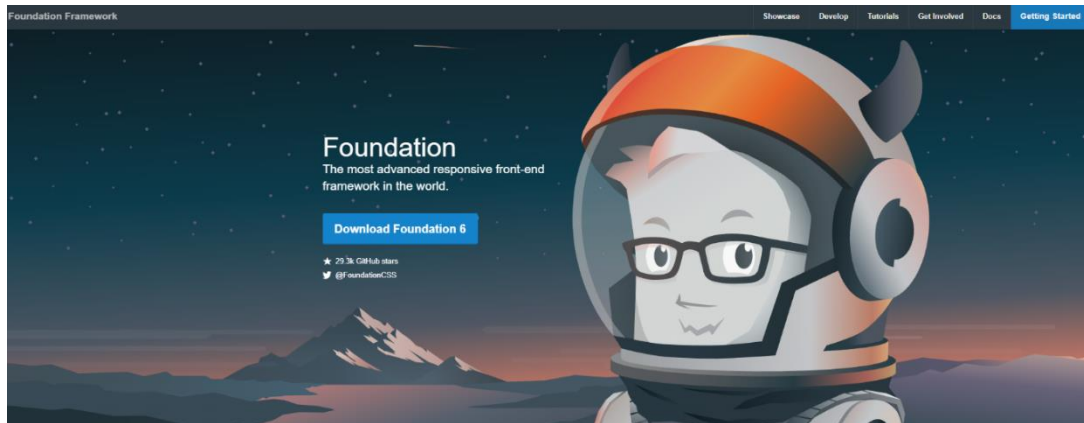 Foundation Framework
Showcase Develop Tutorials Get Involved Docs Getting Started
Foundation
The most advanced responsive front-end
framework in the world.
Download Foundation 6
29.3k GitHub stars
@FoundationCSS